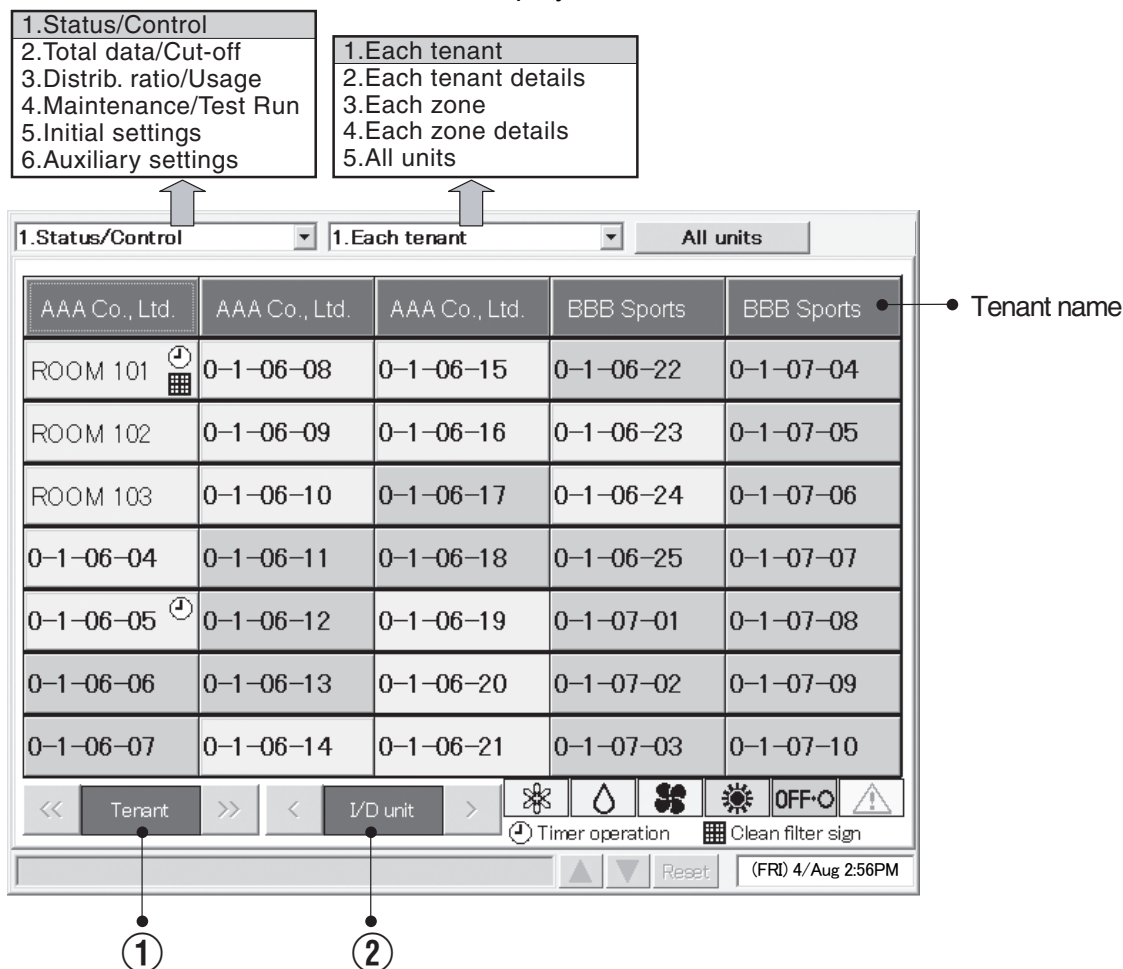 1.Status/Control
2.Total data/Cut-off
3.Distrib. ratio/Usage
4.Maintenance/Test Run
5.Initial settings
6.Auxiliary settings
1.Each tenant
2.Each tenant details
3.Each zone
4.Each zone details
5.All units
1.Status/Control 1.Each tenant All units
AAA Co., Ltd. AAA Co., Ltd. AAA Co., Ltd. BBB Sports BBB Sports Tenant name
ROOM 101 0-1-06-08 0-1-06-15 0-1-06-22 0-1-07-04
ROOM 102 0-1-06-09 0-1-06-16 0-1-06-23 0-1-07-05
ROOM 103 0-1-06-10 0-1-06-17 0-1-06-24 0-1-07-06
0-1-06-04 0-1-06-11 0-1-06-18 0-1-06-25 0-1-07-07
0-1-06-05 0-1-06-12 0-1-06-19 0-1-07-01 0-1-07-08
0-1-06-06 0-1-06-13 0-1-06-20 0-1-07-02 0-1-07-09
0-1-06-07 0-1-06-14 0-1-06-21 0-1-07-03 0-1-07-10
<< Tenant >> < I/D unit > OFF·O
Timer operation Clean filter sign
Reset (FRI) 4/Aug 2:56PM
① ②